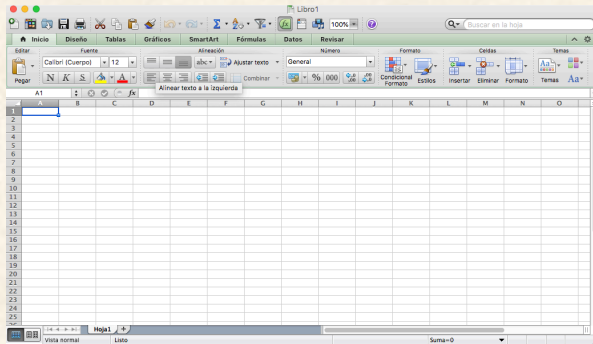 Libro1
100%
Buscar en la hoja
Inicio Diseño Tablas Gráficos SmartArt Fórmulas Datos Revisar
Editar Fuente Alineación Número Formato Celdas Temas
Calibri (Cuerpo) 12 abc Ajustar texto General
Pegar N K S A Combinar % 000 Condicional Formato Estilos Insertar Eliminar Formato Temas Aa
A1 fx Alinear texto a la izquierda
A B C D E F G H I J K L M N O
1
2
3
4
5
6
7
8
9
10
11
12
13
14
15
16
17
18
19
20
21
22
23
24
25
Hoja1
Vista normal Listo Suma=0